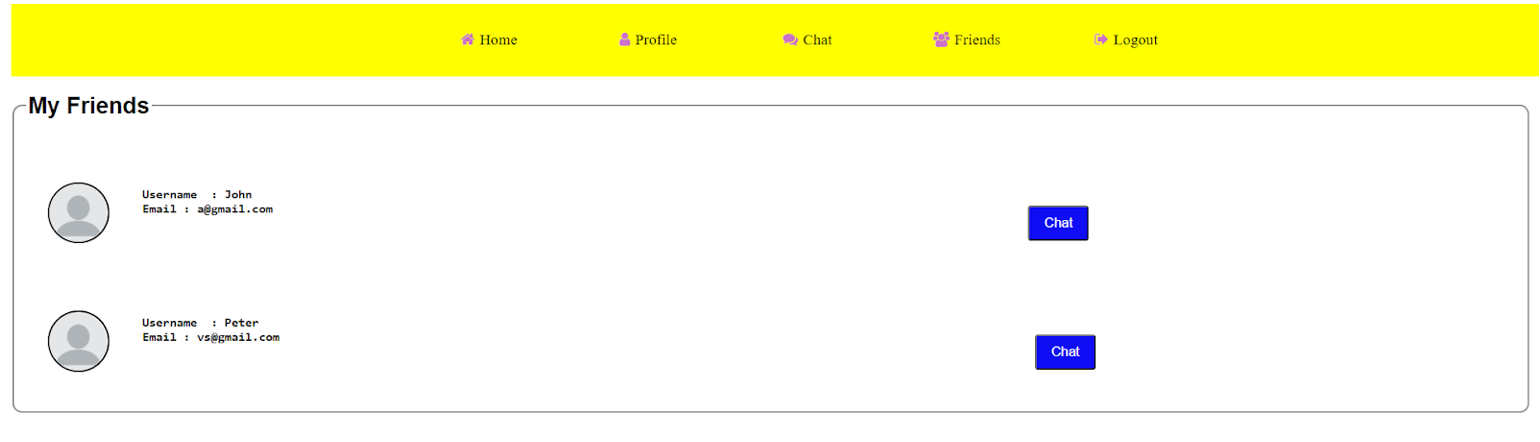 Home Profile Chat Friends Logout
My Friends
Username  : John
Email : a@gmail.com
Chat
Username  : Peter
Email : vs@gmail.com
Chat